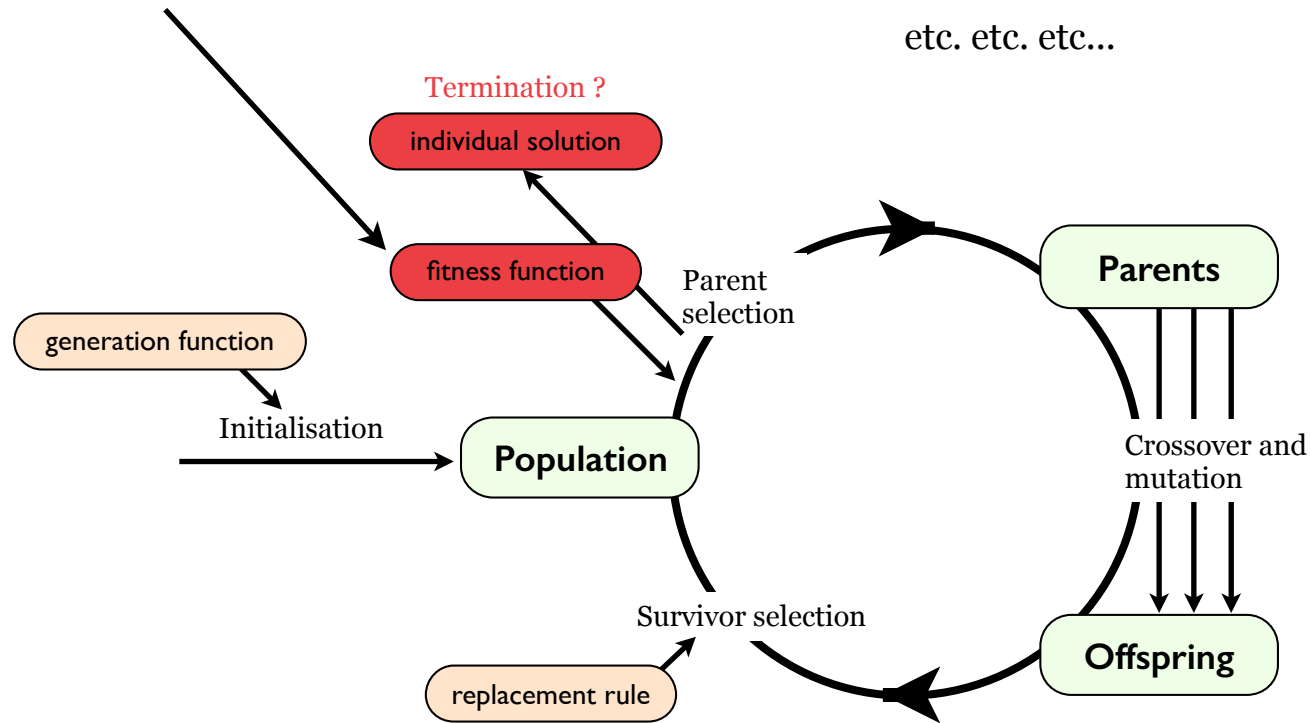 etc. etc. etc...
Termination ?
individual solution
fitness function
Parent
selection
Parents
generation function
Initialisation
Population
Crossover and
mutation
Survivor selection
Offspring
replacement rule